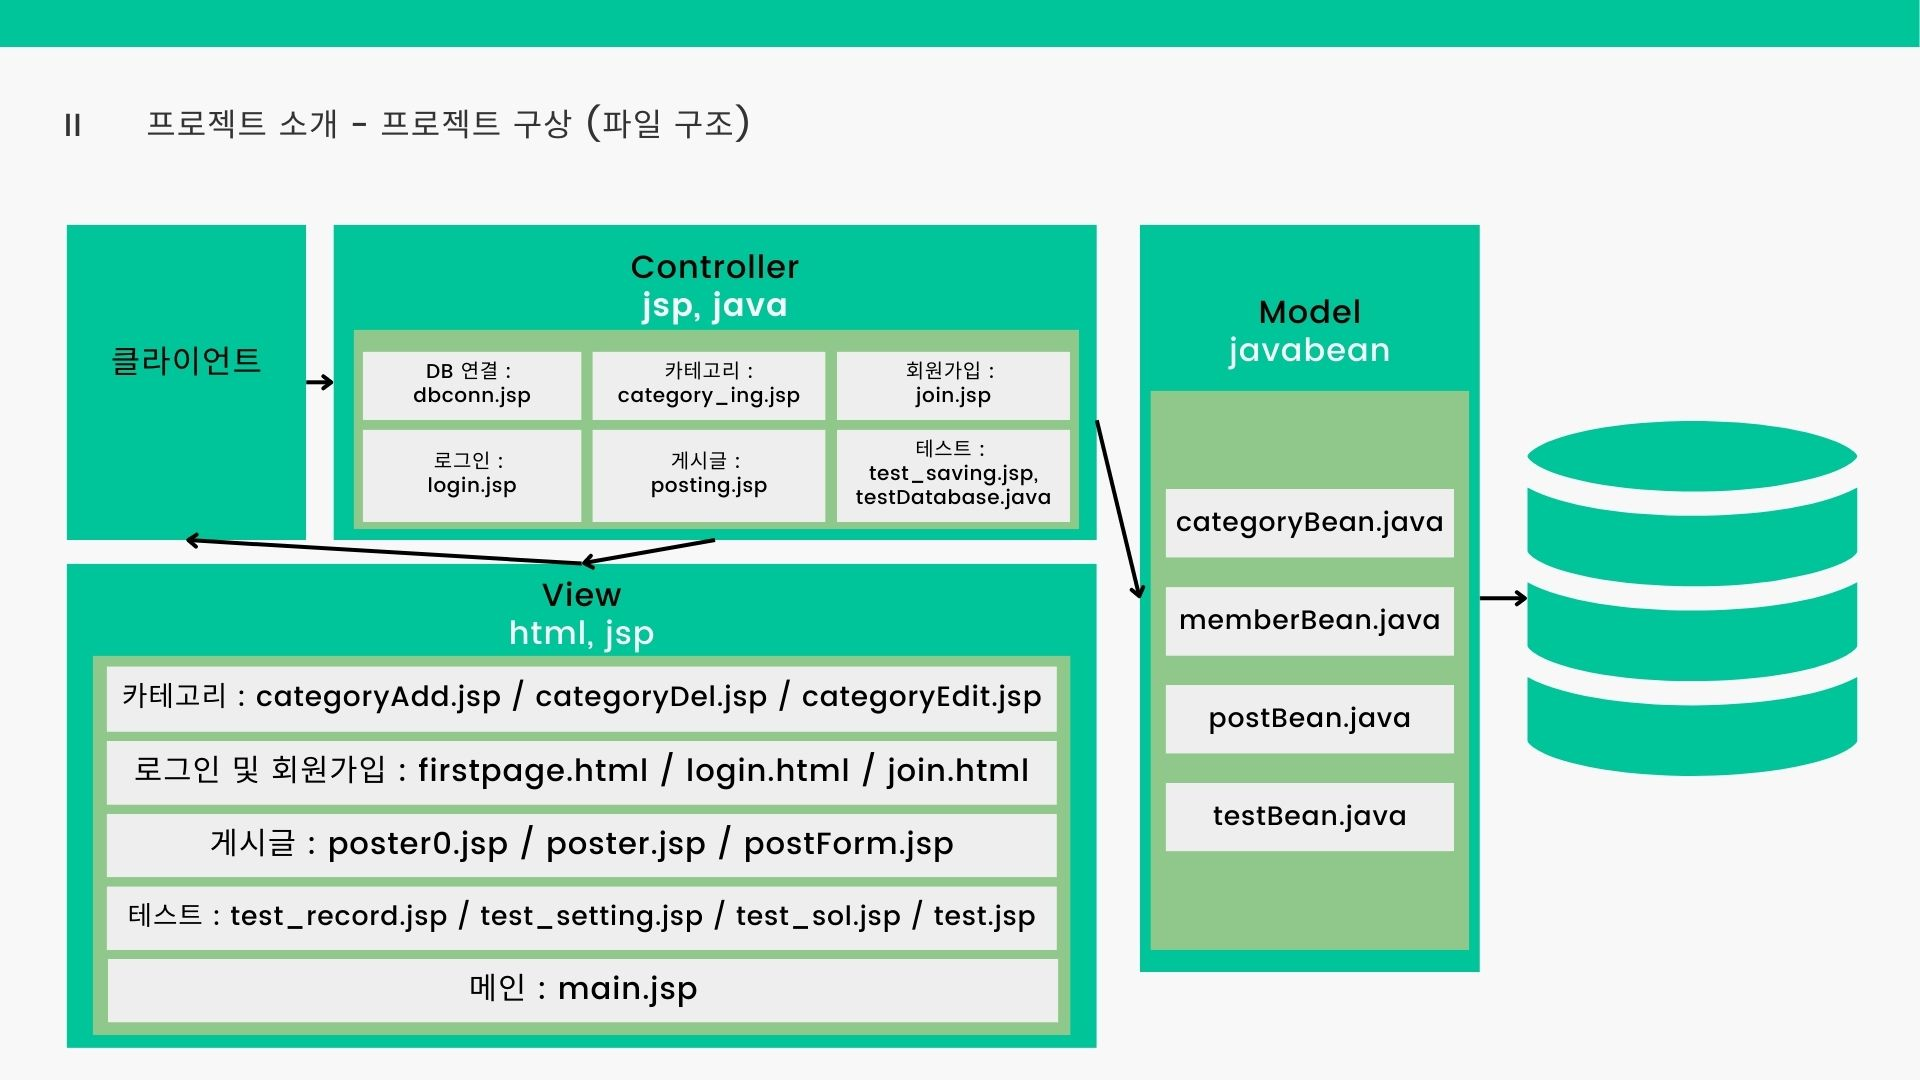 II 프로젝트 소개 - 프로젝트 구상 (파일 구조)
클라이언트
Controller
jsp, java
DB 연결 :
dbconn.jsp
카테고리 :
category_ing.jsp
회원가입 :
join.jsp
로그인 :
login.jsp
게시글 :
posting.jsp
테스트 :
test_saving.jsp,
testDatabase.java
Model
javabean
categoryBean.java
memberBean.java
postBean.java
testBean.java
View
html, jsp
카테고리 : categoryAdd.jsp / categoryDel.jsp / categoryEdit.jsp
로그인 및 회원가입 : firstpage.html / login.html / join.html
게시글 : poster0.jsp / poster.jsp / postForm.jsp
테스트 : test_record.jsp / test_setting.jsp / test_sol.jsp / test.jsp
메인 : main.jsp